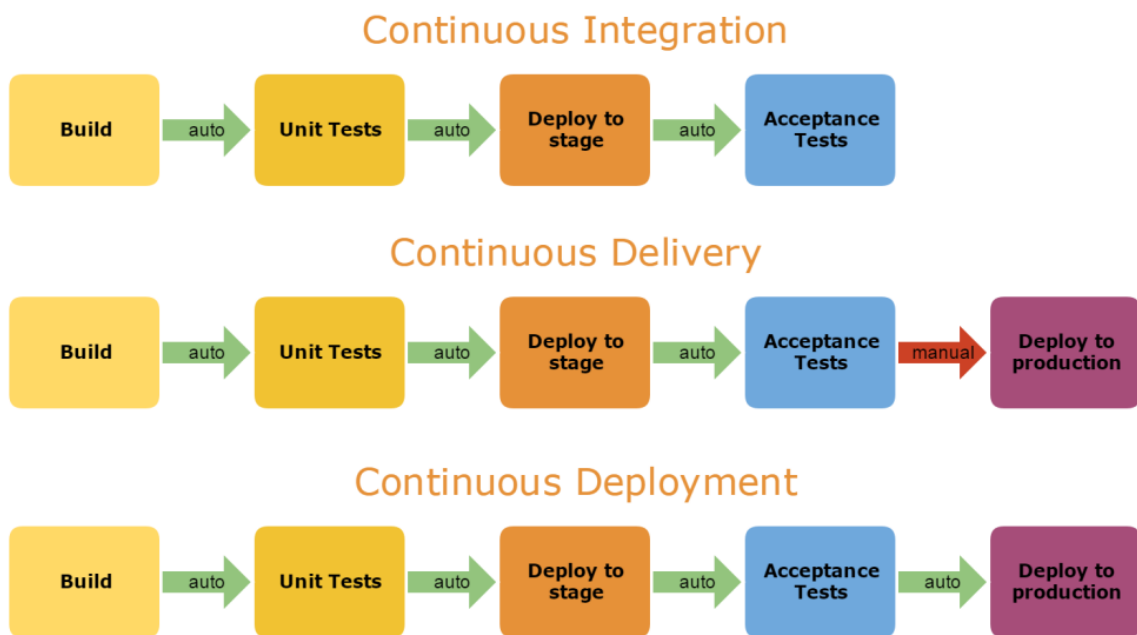 Continuous Integration
Build
auto
Unit Tests
auto
Deploy to
stage
auto
Acceptance
Tests
Continuous Delivery
Build
auto
Unit Tests
auto
Deploy to
stage
auto
Acceptance
Tests
manual
Deploy to
production
Continuous Deployment
Build
auto
Unit Tests
auto
Deploy to
stage
auto
Acceptance
Tests
auto
Deploy to
production